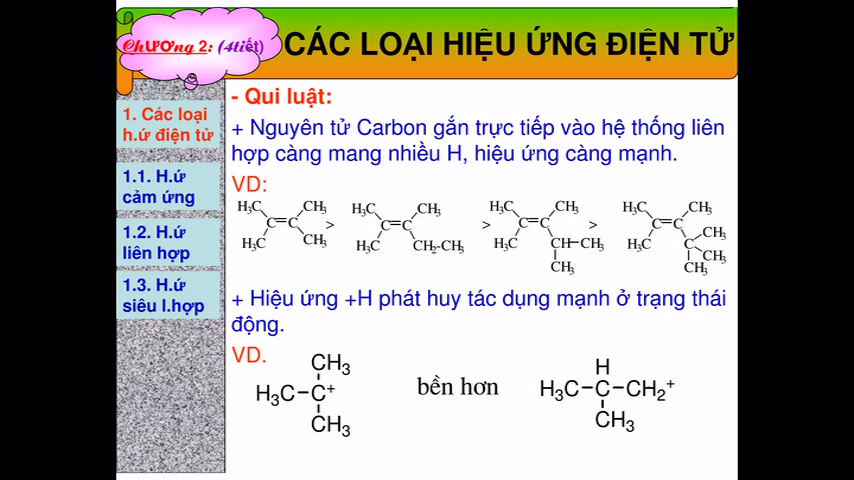 Chương 2: (4tiết)
CÁC LOẠI HIỆU ỨNG ĐIỆN TỬ
1. Các loại
h.ứ điện tử
1.1. H.ứ
cảm ứng
1.2. H.ứ
liên hợp
1.3. H.ứ
siêu l.hợp
- Qui luật:
+ Nguyên tử Carbon gắn trực tiếp vào hệ thống liên
hợp càng mang nhiều H, hiệu ứng càng mạnh.
VD:
H₃C CH₃ H₃C CH₃ H₃C CH₃ H₃C CH₃
C=C > C=C > C=C > C=C CH₃
H₃C CH₃ H₃C CH₂-CH₃ H₃C CH-CH₃ H₃C C CH₃
CH₃ CH₃
+ Hiệu ứng +H phát huy tác dụng mạnh ở trạng thái
động.
VD.
CH₃ H
H₃C-C⁺ bền hơn H₃C-C-CH₂⁺
CH₃ CH₃